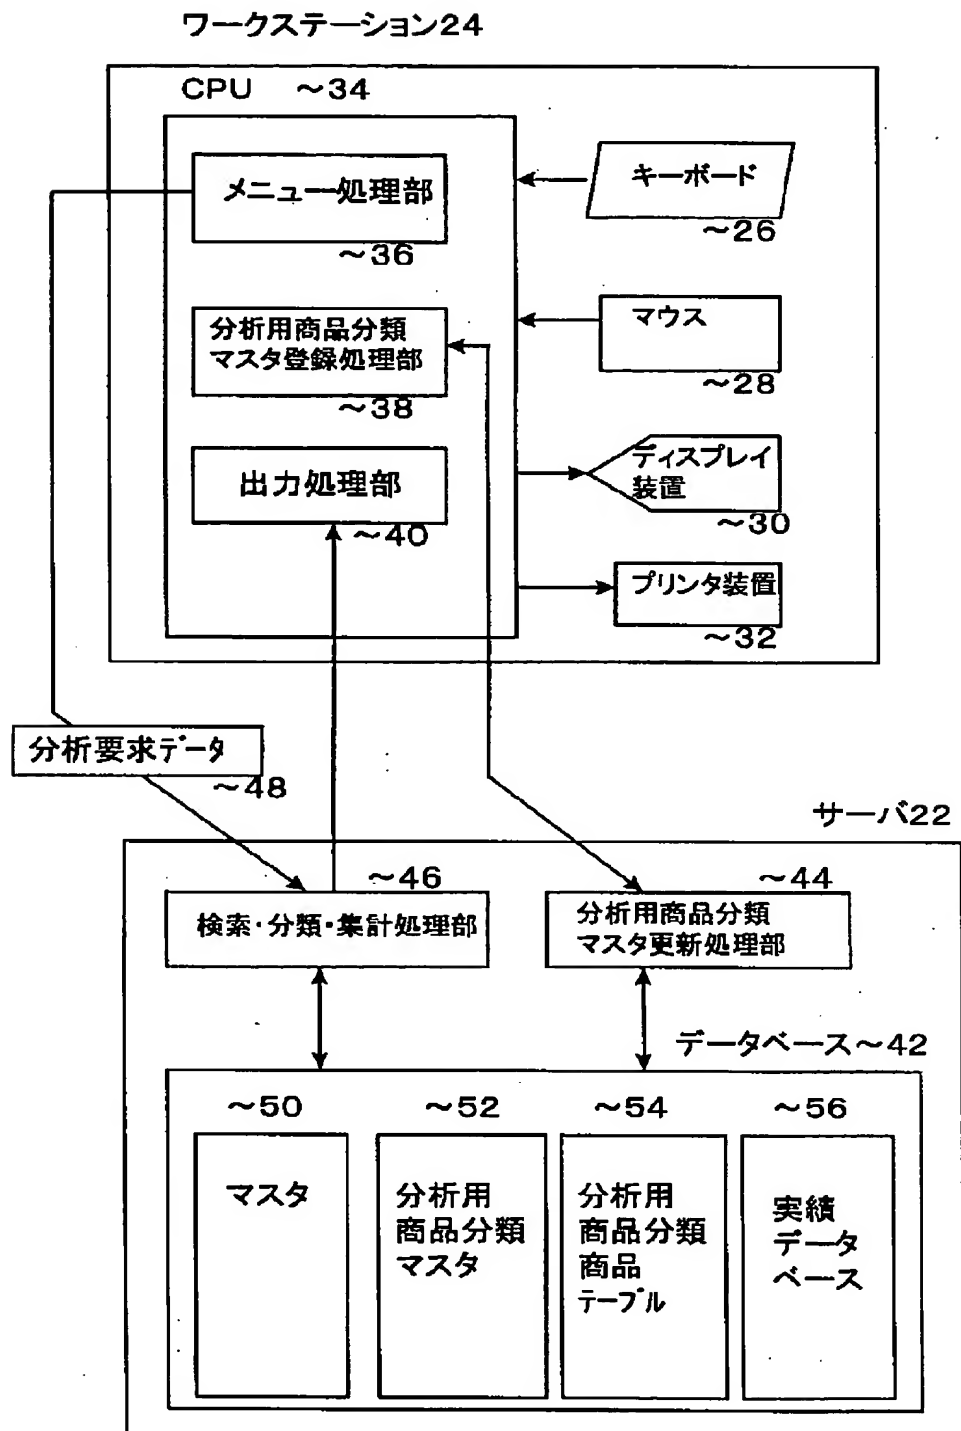 ワークステーション24
CPU ～34
メニュー処理部
～36
キーボード
～26
分析用商品分類
マスタ登録処理部
～38
マウス
～28
出力処理部
～40
ディスプレイ
装置
～30
プリンタ装置
～32
分析要求データ
～48
サーバ22
～46
検索・分類・集計処理部
～44
分析用商品分類
マスタ更新処理部
データベース～42
～50
マスタ
～52
分析用
商品分類
マスタ
～54
分析用
商品分類
商品
テーブル
～56
実績
データ
ベース